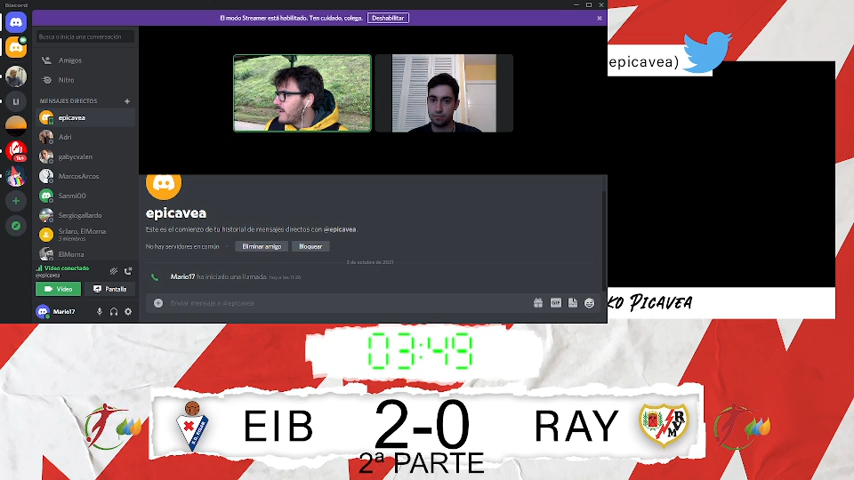 Discord
El modo Streamer está habilitado. Ten cuidado, colega.
Deshabilitar
Busca o inicia una conversación
Amigos
Nitro
MENSAJES DIRECTOS
epicavea
Adri
gabycvalen
MarcosArcos
Sanmi00
Sergiogallardo
SrJaro, ElMoma
3 miembros
ElMoma
Vídeo conectado
@epicavea
Vídeo
Pantalla
Mario17
epicavea
Este es el comienzo de tu historial de mensajes directos con @epicavea.
No hay servidores en común
Eliminar amigo
Bloquear
3 de octubre de 2021
Mario17 ha iniciado una llamada.
Enviar mensaje a @epicavea
GIF
epicavea)
KO PICAVEA
03:49
EIB
2-0
RAY
2ª PARTE